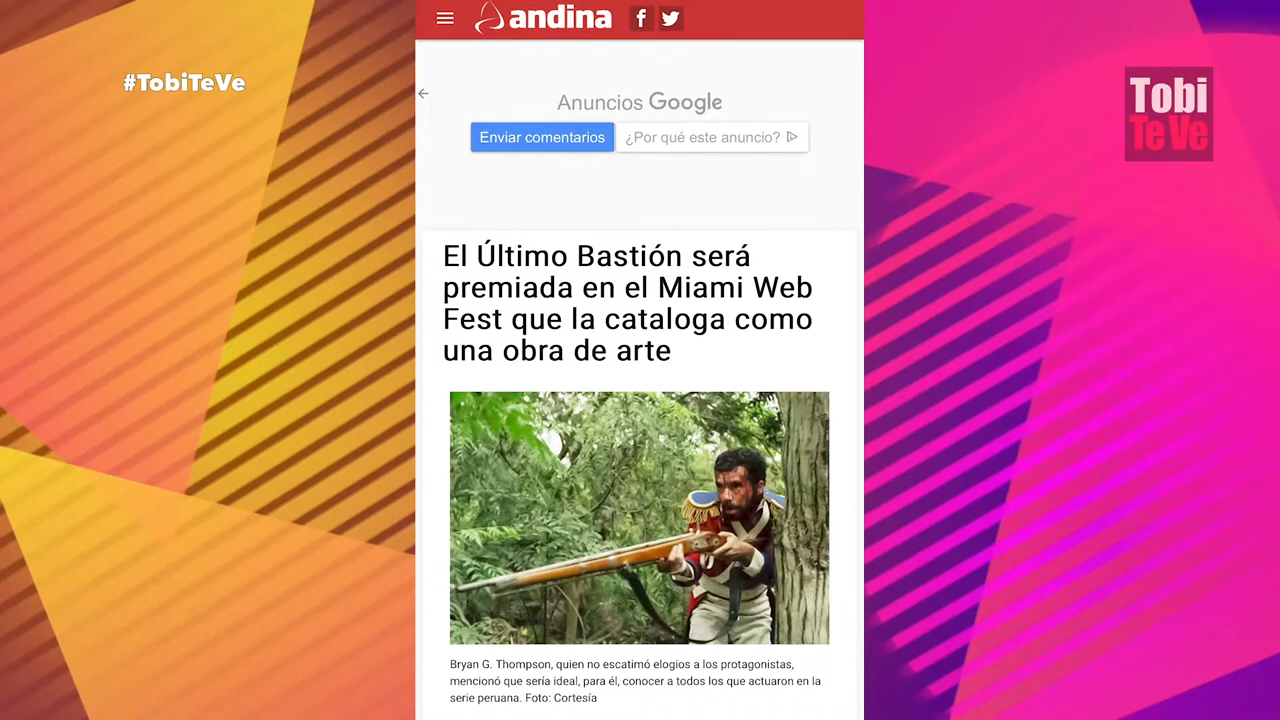 andina
#TobiTeVe
Tobi
Te Ve
Anuncios Google
Enviar comentarios
¿Por qué este anuncio?
El Último Bastión será
premiada en el Miami Web
Fest que la cataloga como
una obra de arte
Bryan G. Thompson, quien no escatimó elogios a los protagonistas,
mencionó que sería ideal, para él, conocer a todos los que actuaron en la
serie peruana. Foto: Cortesía